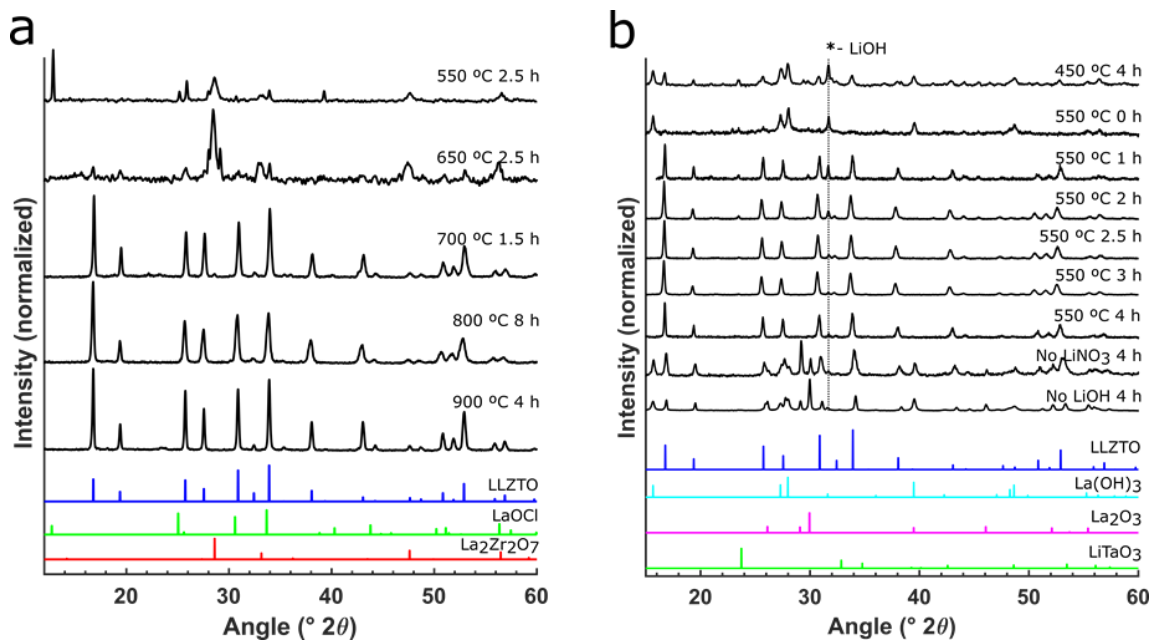 a
550 ºC 2.5 h
650 ºC 2.5 h
700 ºC 1.5 h
800 ºC 8 h
900 ºC 4 h
LLZTO
LaOCl
La2Zr2O7
Intensity (normalized)
20 30 40 50 60
Angle (° 2θ)
b
*- LiOH
450 ºC 4 h
550 ºC 0 h
550 ºC 1 h
550 ºC 2 h
550 ºC 2.5 h
550 ºC 3 h
550 ºC 4 h
No LiNO3 4 h
No LiOH 4 h
LLZTO
La(OH)3
La2O3
LiTaO3
Intensity (normalized)
20 30 40 50 60
Angle (° 2θ)